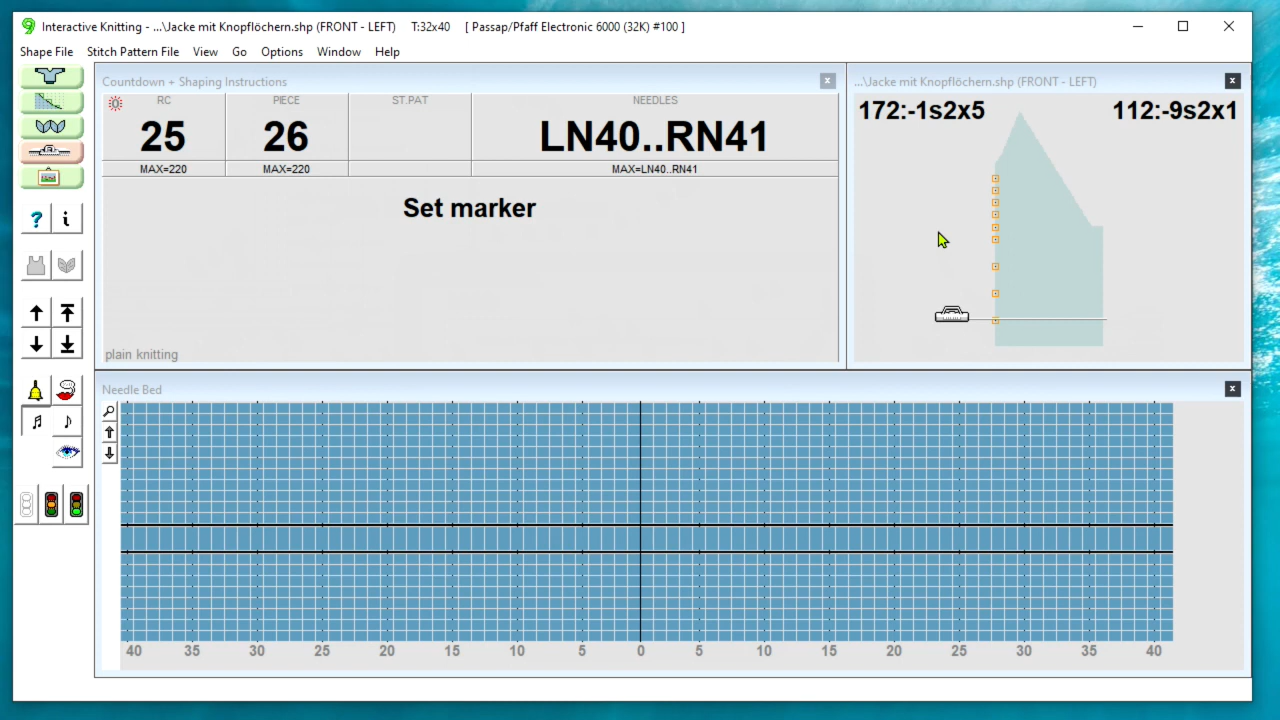 Interactive Knitting - ...\Jacke mit Knopflöchern.shp (FRONT - LEFT) T:32x40 [ Passap/Pfaff Electronic 6000 (32K) #100 ]
Shape File Stitch Pattern File View Go Options Window Help
Countdown + Shaping Instructions
RC PIECE ST.PAT NEEDLES
25 26 LN40..RN41
MAX=220 MAX=220 MAX=LN40..RN41
Set marker
plain knitting
...\Jacke mit Knopflöchern.shp (FRONT - LEFT)
172:-1s2x5 112:-9s2x1
Needle Bed
40 35 30 25 20 15 10 5 0 5 10 15 20 25 30 35 40